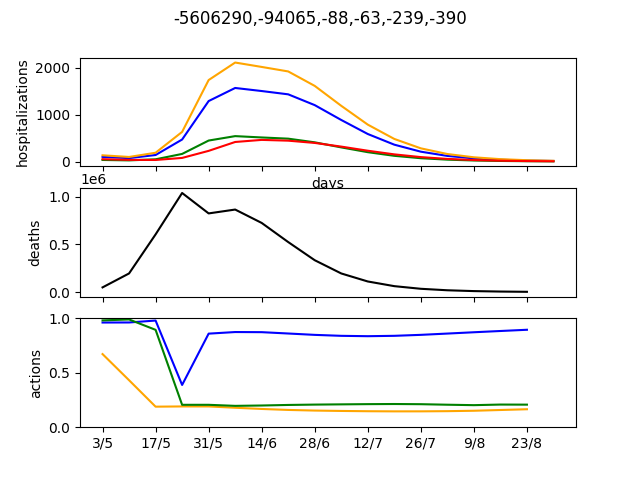 -5606290,-94065,-88,-63,-239,-390
hospitalizations
2000
1000
0
days
1e6
deaths
1.0
0.5
0.0
actions
1.0
0.5
0.0
3/5 17/5 31/5 14/6 28/6 12/7 26/7 9/8 23/8